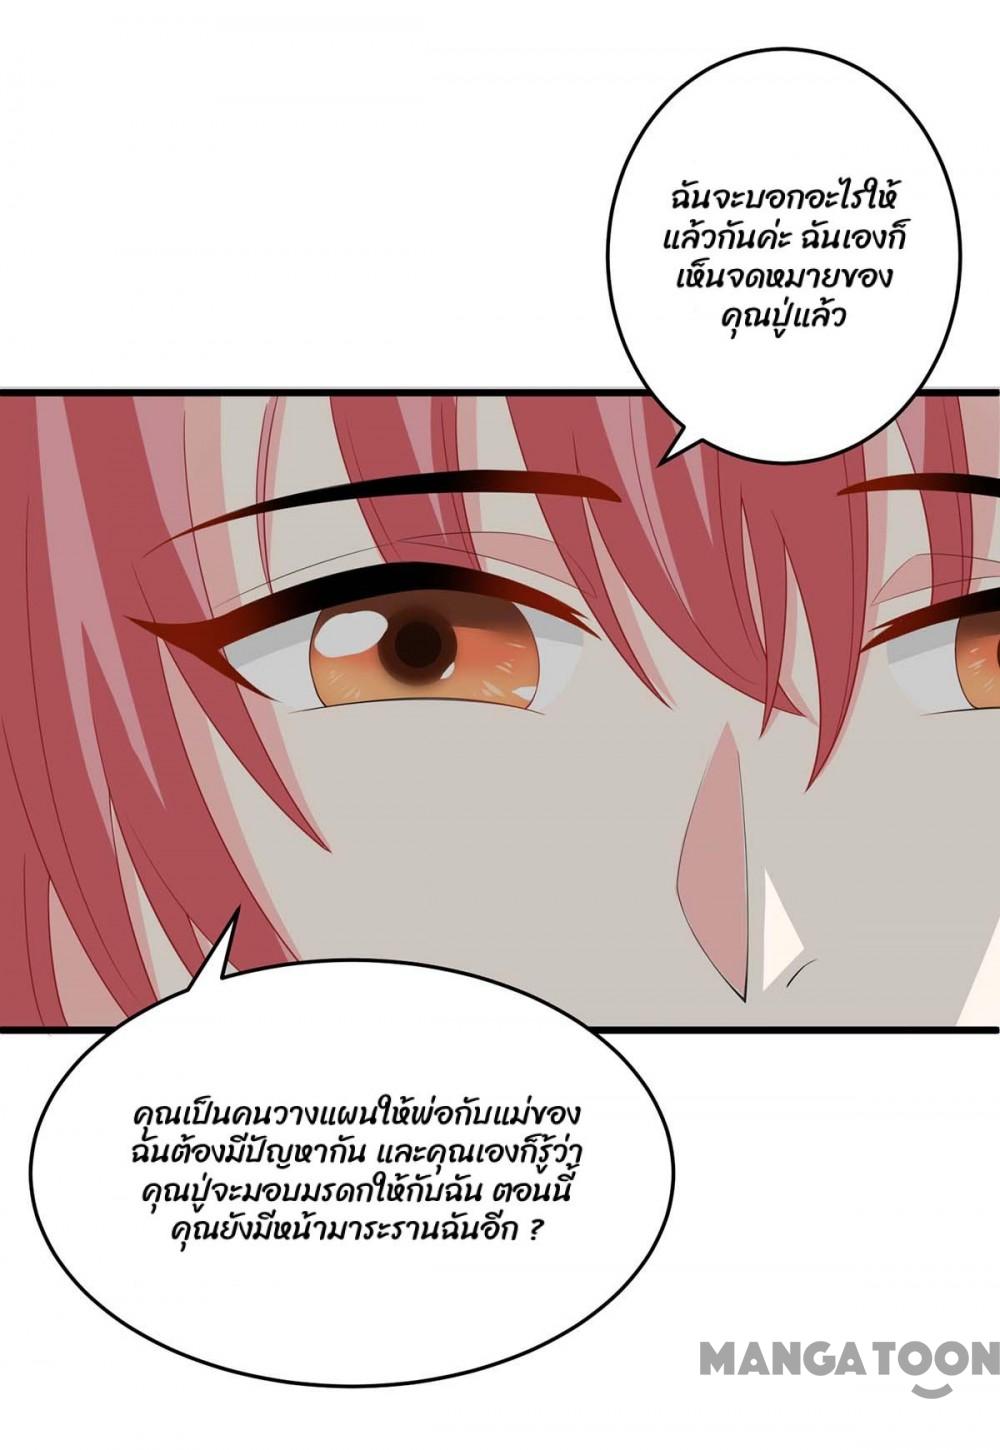 ฉันจะบอกอะไรให้
แล้วกันค่ะ ฉันเองก็
เห็นจดหมายของ
คุณปู่แล้ว
คุณเป็นคนวางแผนให้พ่อกับแม่ของ
ฉันต้องมีปัญหากัน และคุณเองก็รู้ว่า
คุณปู่จะมอบมรดกให้กับฉัน ตอนนี้
คุณยังมีหน้ามาระรานฉันอีก ?
MANGATOON